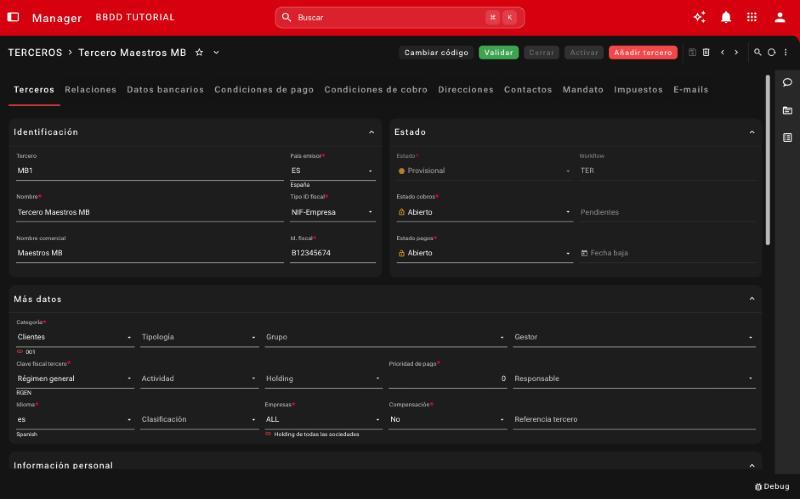 Manager BBDD TUTORIAL Buscar ⌘ K
TERCEROS > Tercero Maestros MB Cambiar código Validar Cerrar Activar Añadir tercero
Terceros Relaciones Datos bancarios Condiciones de pago Condiciones de cobro Direcciones Contactos Mandato Impuestos E-mails
Identificación
Tercero País emisor*
MB1 ES
España
Nombre* Tipo ID fiscal*
Tercero Maestros MB NIF-Empresa
Nombre comercial Id. fiscal*
Maestros MB B12345674
Estado
Estado* Workflow
Provisional TER
Estado cobros*
Abierto Pendientes
Estado pagos*
Abierto Fecha baja
Más datos
Categoría*
Clientes Tipología Grupo Gestor
001
Clave fiscal tercero* Prioridad de pago*
Régimen general Actividad Holding 0 Responsable
RGEN
Idioma* Empresas* Compensación*
es Clasificación ALL No Referencia tercero
Spanish Holding de todas las sociedades
Información personal
Debug